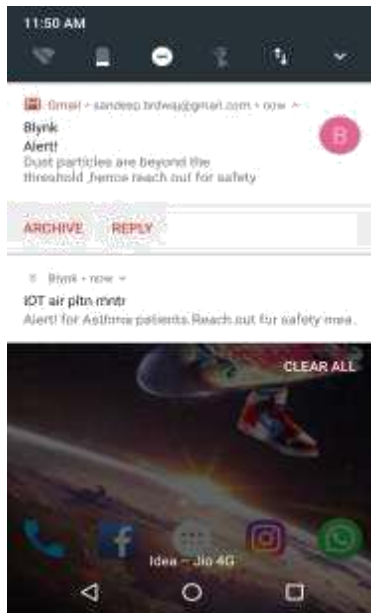 11:50 AM
Gmail • sandeep.brdwaj@gmail.com • now
Blynk
B
Alert!
Dust particles are beyond the
threshold ,hence reach out for safety
ARCHIVE REPLY
Blynk • now
IOT air pltn mntr
Alert! for Asthma patients.Reach out for safety mea.
CLEAR ALL
Idea — Jio 4G